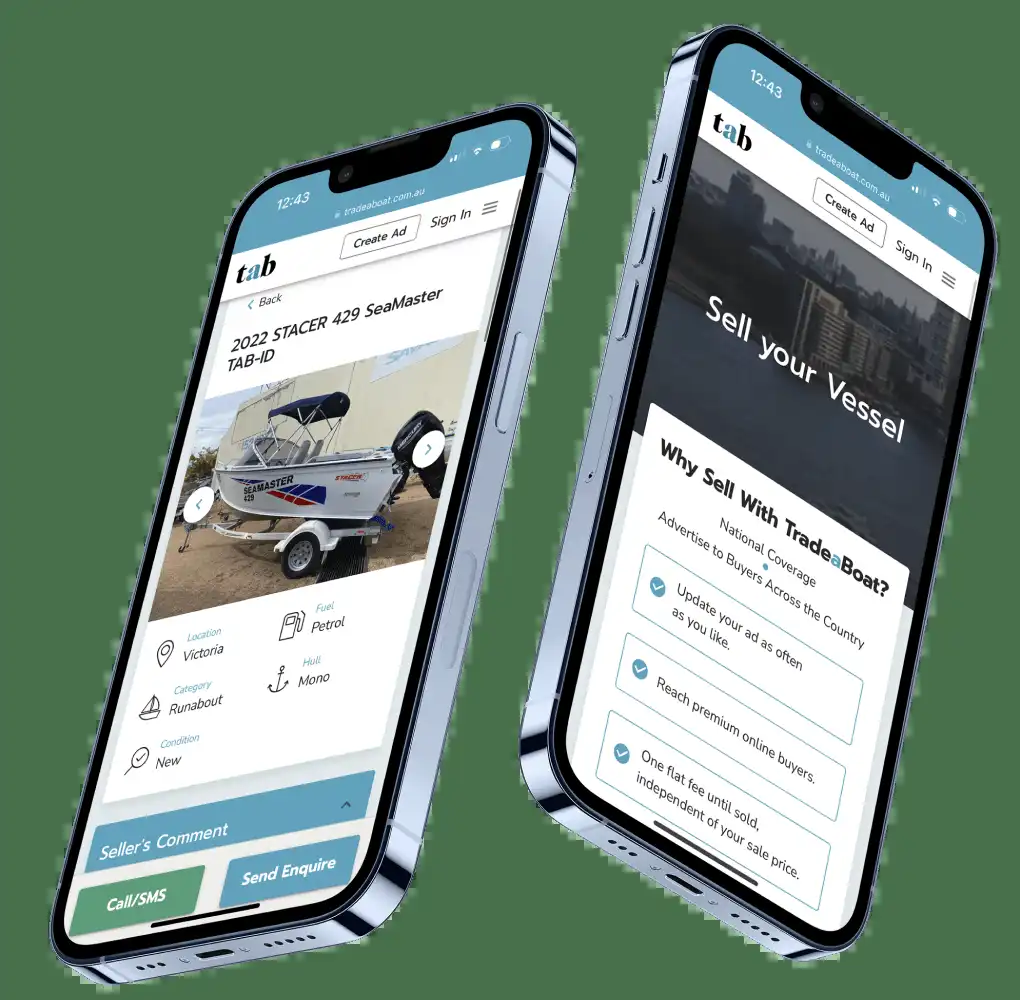 12:43
tradeaboat.com.au
tab
Create Ad
Sign In
Back
2022 STACER 429 SeaMaster
TAB-ID
SEAMASTER
429
STACER
MERCURY
Location
Victoria
Fuel
Petrol
Category
Runabout
Hull
Mono
Condition
New
Seller's Comment
Call/SMS
Send Enquire
12:43
tradeaboat.com.au
tab
Create Ad
Sign In
Sell your Vessel
Why Sell With TradeaBoat?
National Coverage
Advertise to Buyers Across the Country
Update your ad as often
as you like.
Reach premium online buyers.
One flat fee until sold,
independent of your sale price.